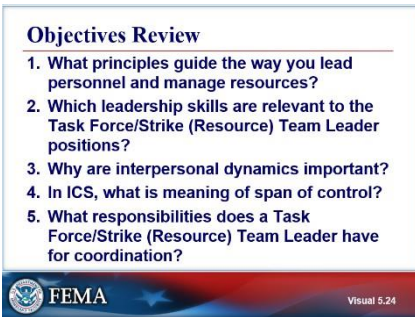 Objectives Review
1. What principles guide the way you lead
personnel and manage resources?
2. Which leadership skills are relevant to the
Task Force/Strike (Resource) Team Leader
positions?
3. Why are interpersonal dynamics important?
4. In ICS, what is meaning of span of control?
5. What responsibilities does a Task
Force/Strike (Resource) Team Leader have
for coordination?
FEMA
Visual 5.24